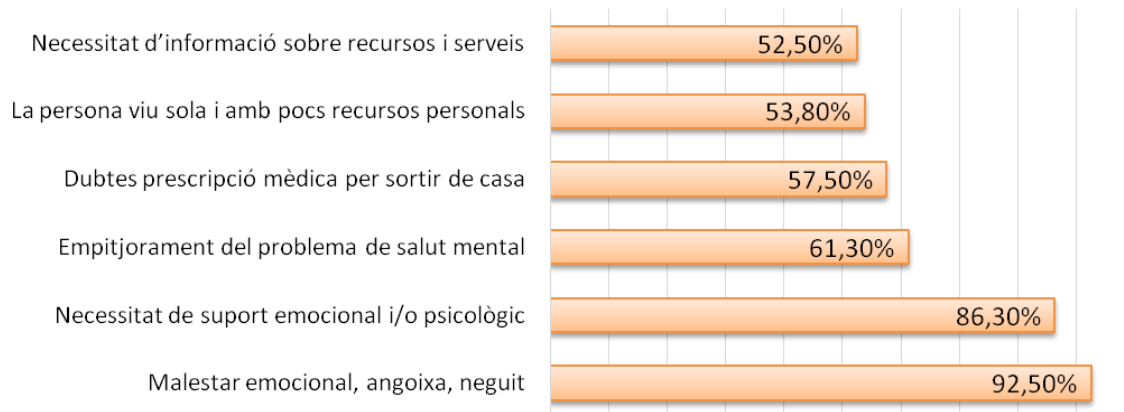 Necessitat d’informació sobre recursos i serveis 52,50%
La persona viu sola i amb pocs recursos personals 53,80%
Dubtes prescripció mèdica per sortir de casa 57,50%
Empitjorament del problema de salut mental 61,30%
Necessitat de suport emocional i/o psicològic 86,30%
Malestar emocional, angoixa, neguit 92,50%